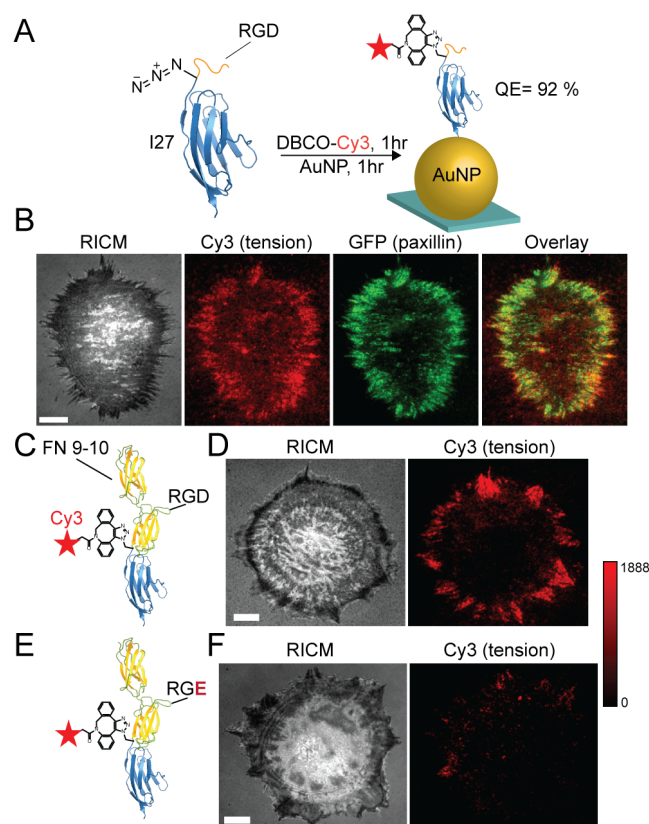 A
RGD
N=N=N
− +
I27
DBCO-Cy3, 1hr
AuNP, 1hr
O
N
N
N
N
QE= 92 %
AuNP
B
RICM
Cy3 (tension)
GFP (paxillin)
Overlay
C
FN 9-10
RGD
Cy3
D
RICM
Cy3 (tension)
1888
0
E
RGE
F
RICM
Cy3 (tension)